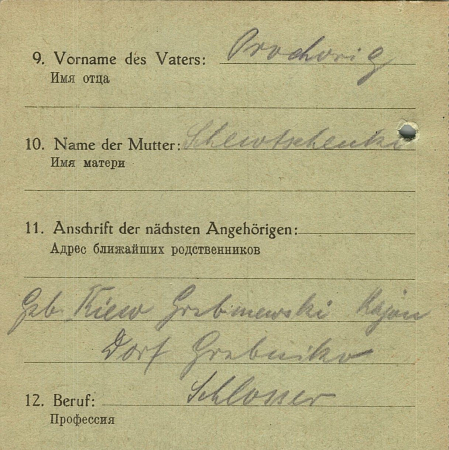 9. Vorname des Vaters: Prochorig
Имя отца
10. Name der Mutter: Schewtschenko
Имя матери
11. Anschrift der nächsten Angehörigen:
Адрес ближайших родственников
Geb. Kiew Grebinewski Rajon
Dorf Grebniko
12. Beruf: Schlosser
Профессия